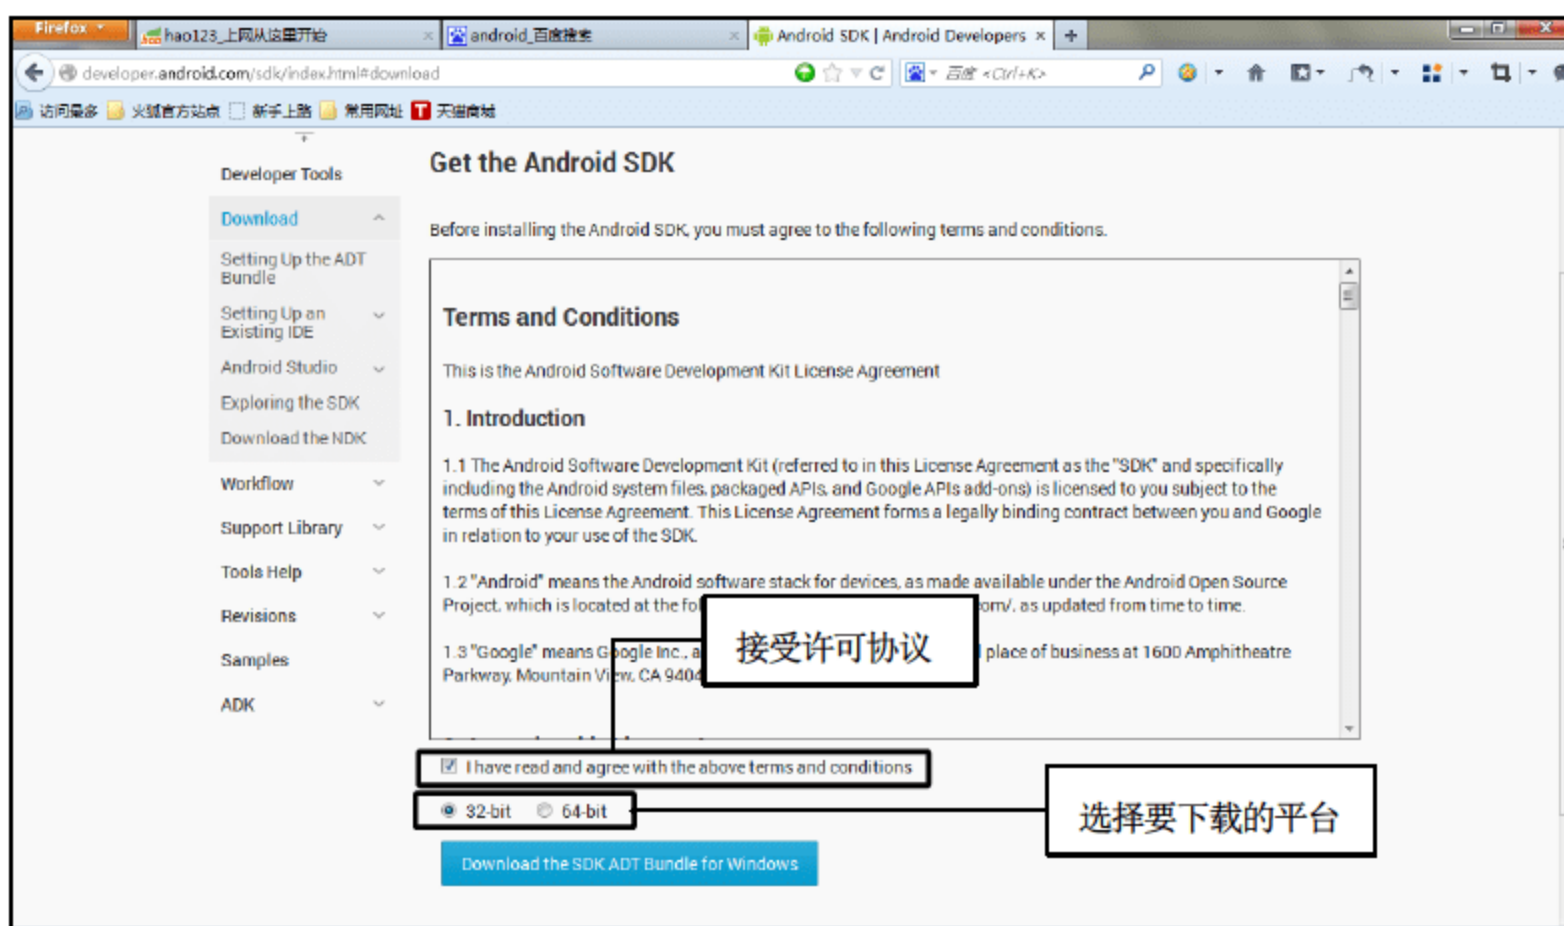 Firefox
hao123_上网从这里开始
android_百度搜索
Android SDK | Android Developers
developer.android.com/sdk/index.html#download
百度 <Ctrl+K>
访问最多
火狐官方站点
新手上路
常用网址
天猫商城
Developer Tools
Download
Setting Up the ADT
Bundle
Setting Up an
Existing IDE
Android Studio
Exploring the SDK
Download the NDK
Workflow
Support Library
Tools Help
Revisions
Samples
ADK
Get the Android SDK
Before installing the Android SDK, you must agree to the following terms and conditions.
Terms and Conditions
This is the Android Software Development Kit License Agreement
1. Introduction
1.1 The Android Software Development Kit (referred to in this License Agreement as the "SDK" and specifically
including the Android system files, packaged APIs, and Google APIs add-ons) is licensed to you subject to the
terms of this License Agreement. This License Agreement forms a legally binding contract between you and Google
in relation to your use of the SDK.
1.2 "Android" means the Android software stack for devices, as made available under the Android Open Source
Project, which is located at the com/, as updated from time to time.
1.3 "Google" means Google Inc., a place of business at 1600 Amphitheatre
Parkway, Mountain View, CA 9404
接受许可协议
I have read and agree with the above terms and conditions
32-bit 64-bit
选择要下载的平台
Download the SDK ADT Bundle for Windows